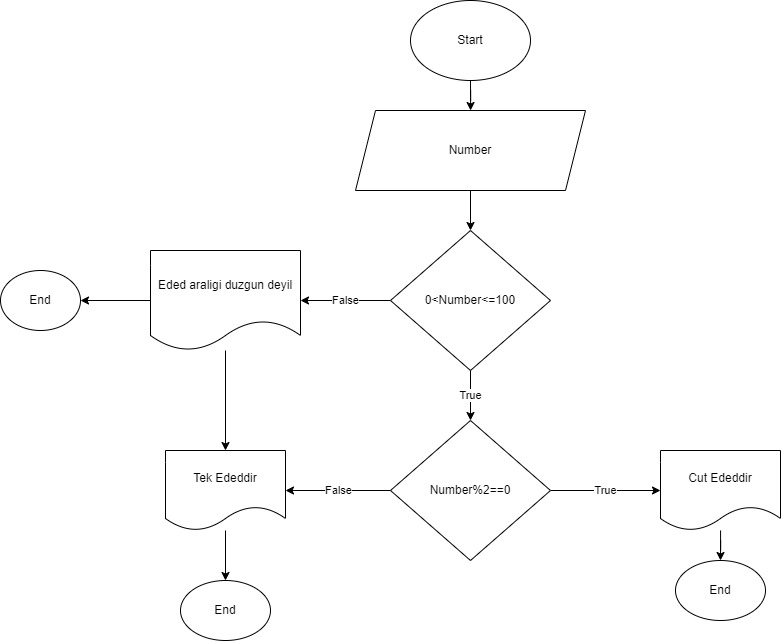 Start
Number
0<Number<=100
False
Eded araligi duzgun deyil
End
True
Number%2==0
False
Tek Ededdir
End
True
Cut Ededdir
End